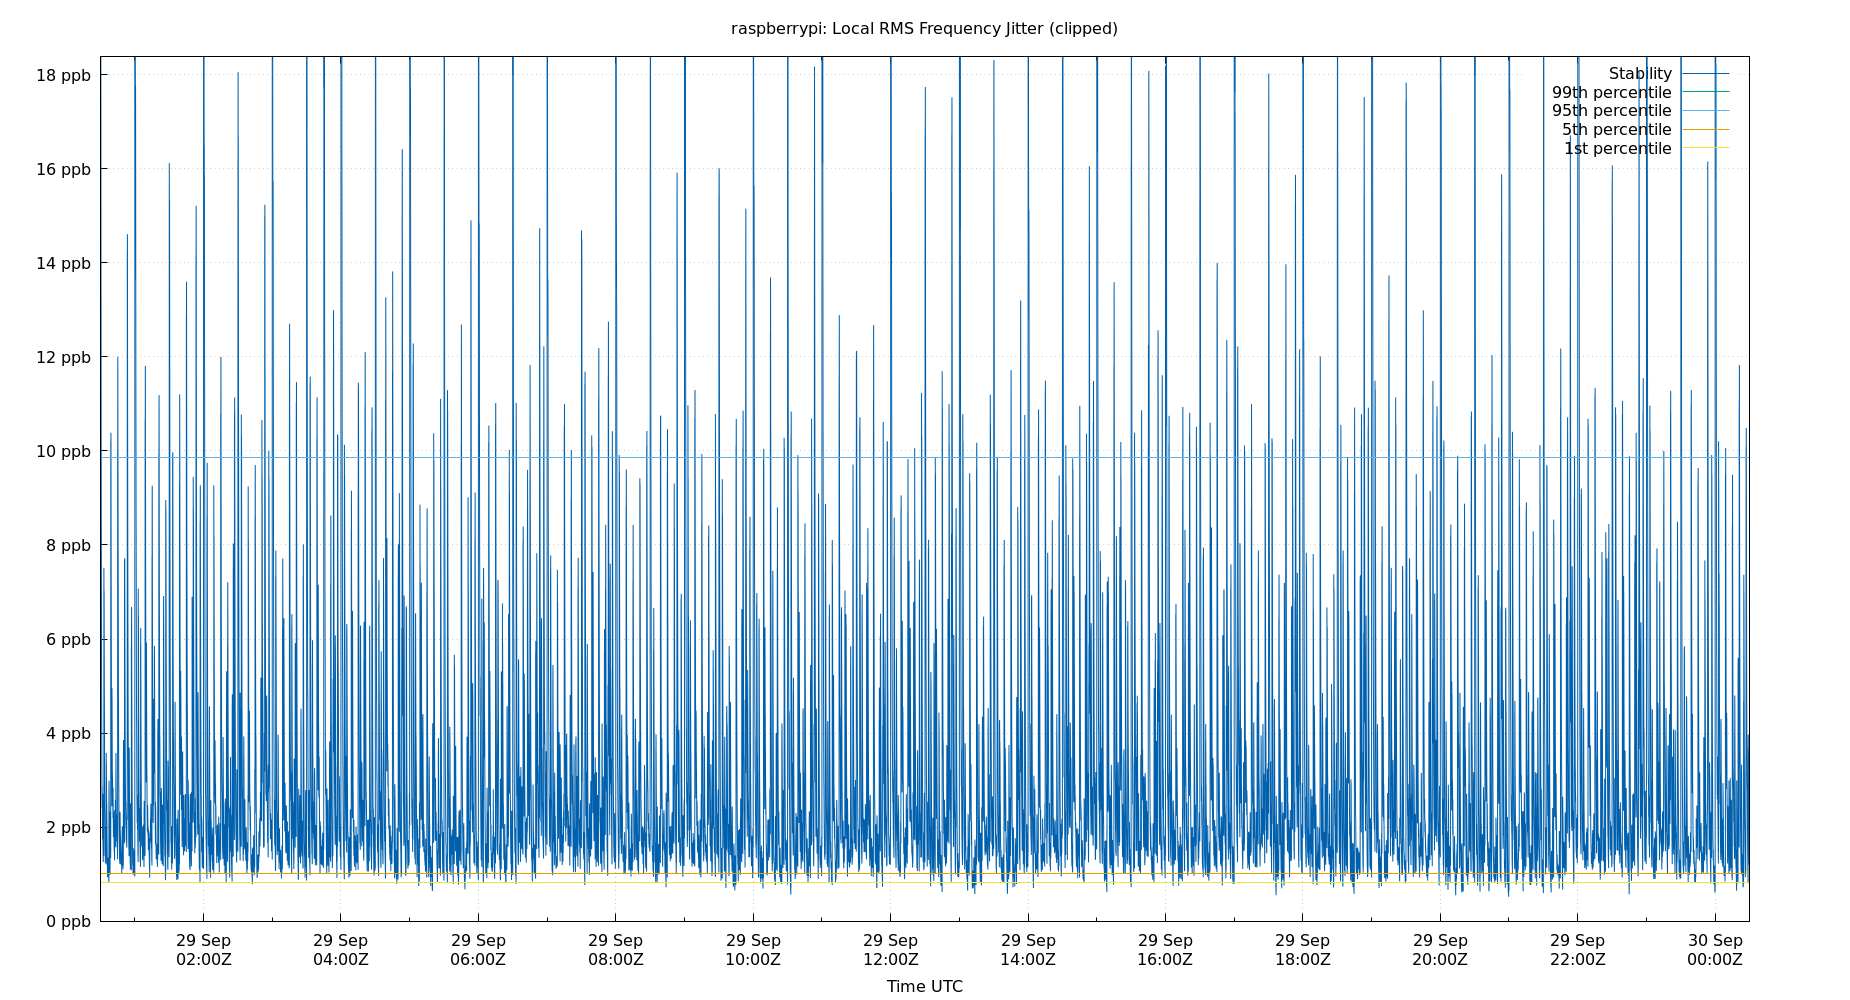 raspberrypi: Local RMS Frequency Jitter (clipped)
18 ppb
16 ppb
14 ppb
12 ppb
10 ppb
8 ppb
6 ppb
4 ppb
2 ppb
0 ppb
Stability
99th percentile
95th percentile
5th percentile
1st percentile
29 Sep 29 Sep 29 Sep 29 Sep 29 Sep 29 Sep 29 Sep 29 Sep 29 Sep 29 Sep 29 Sep 30 Sep
02:00Z 04:00Z 06:00Z 08:00Z 10:00Z 12:00Z 14:00Z 16:00Z 18:00Z 20:00Z 22:00Z 00:00Z
Time UTC